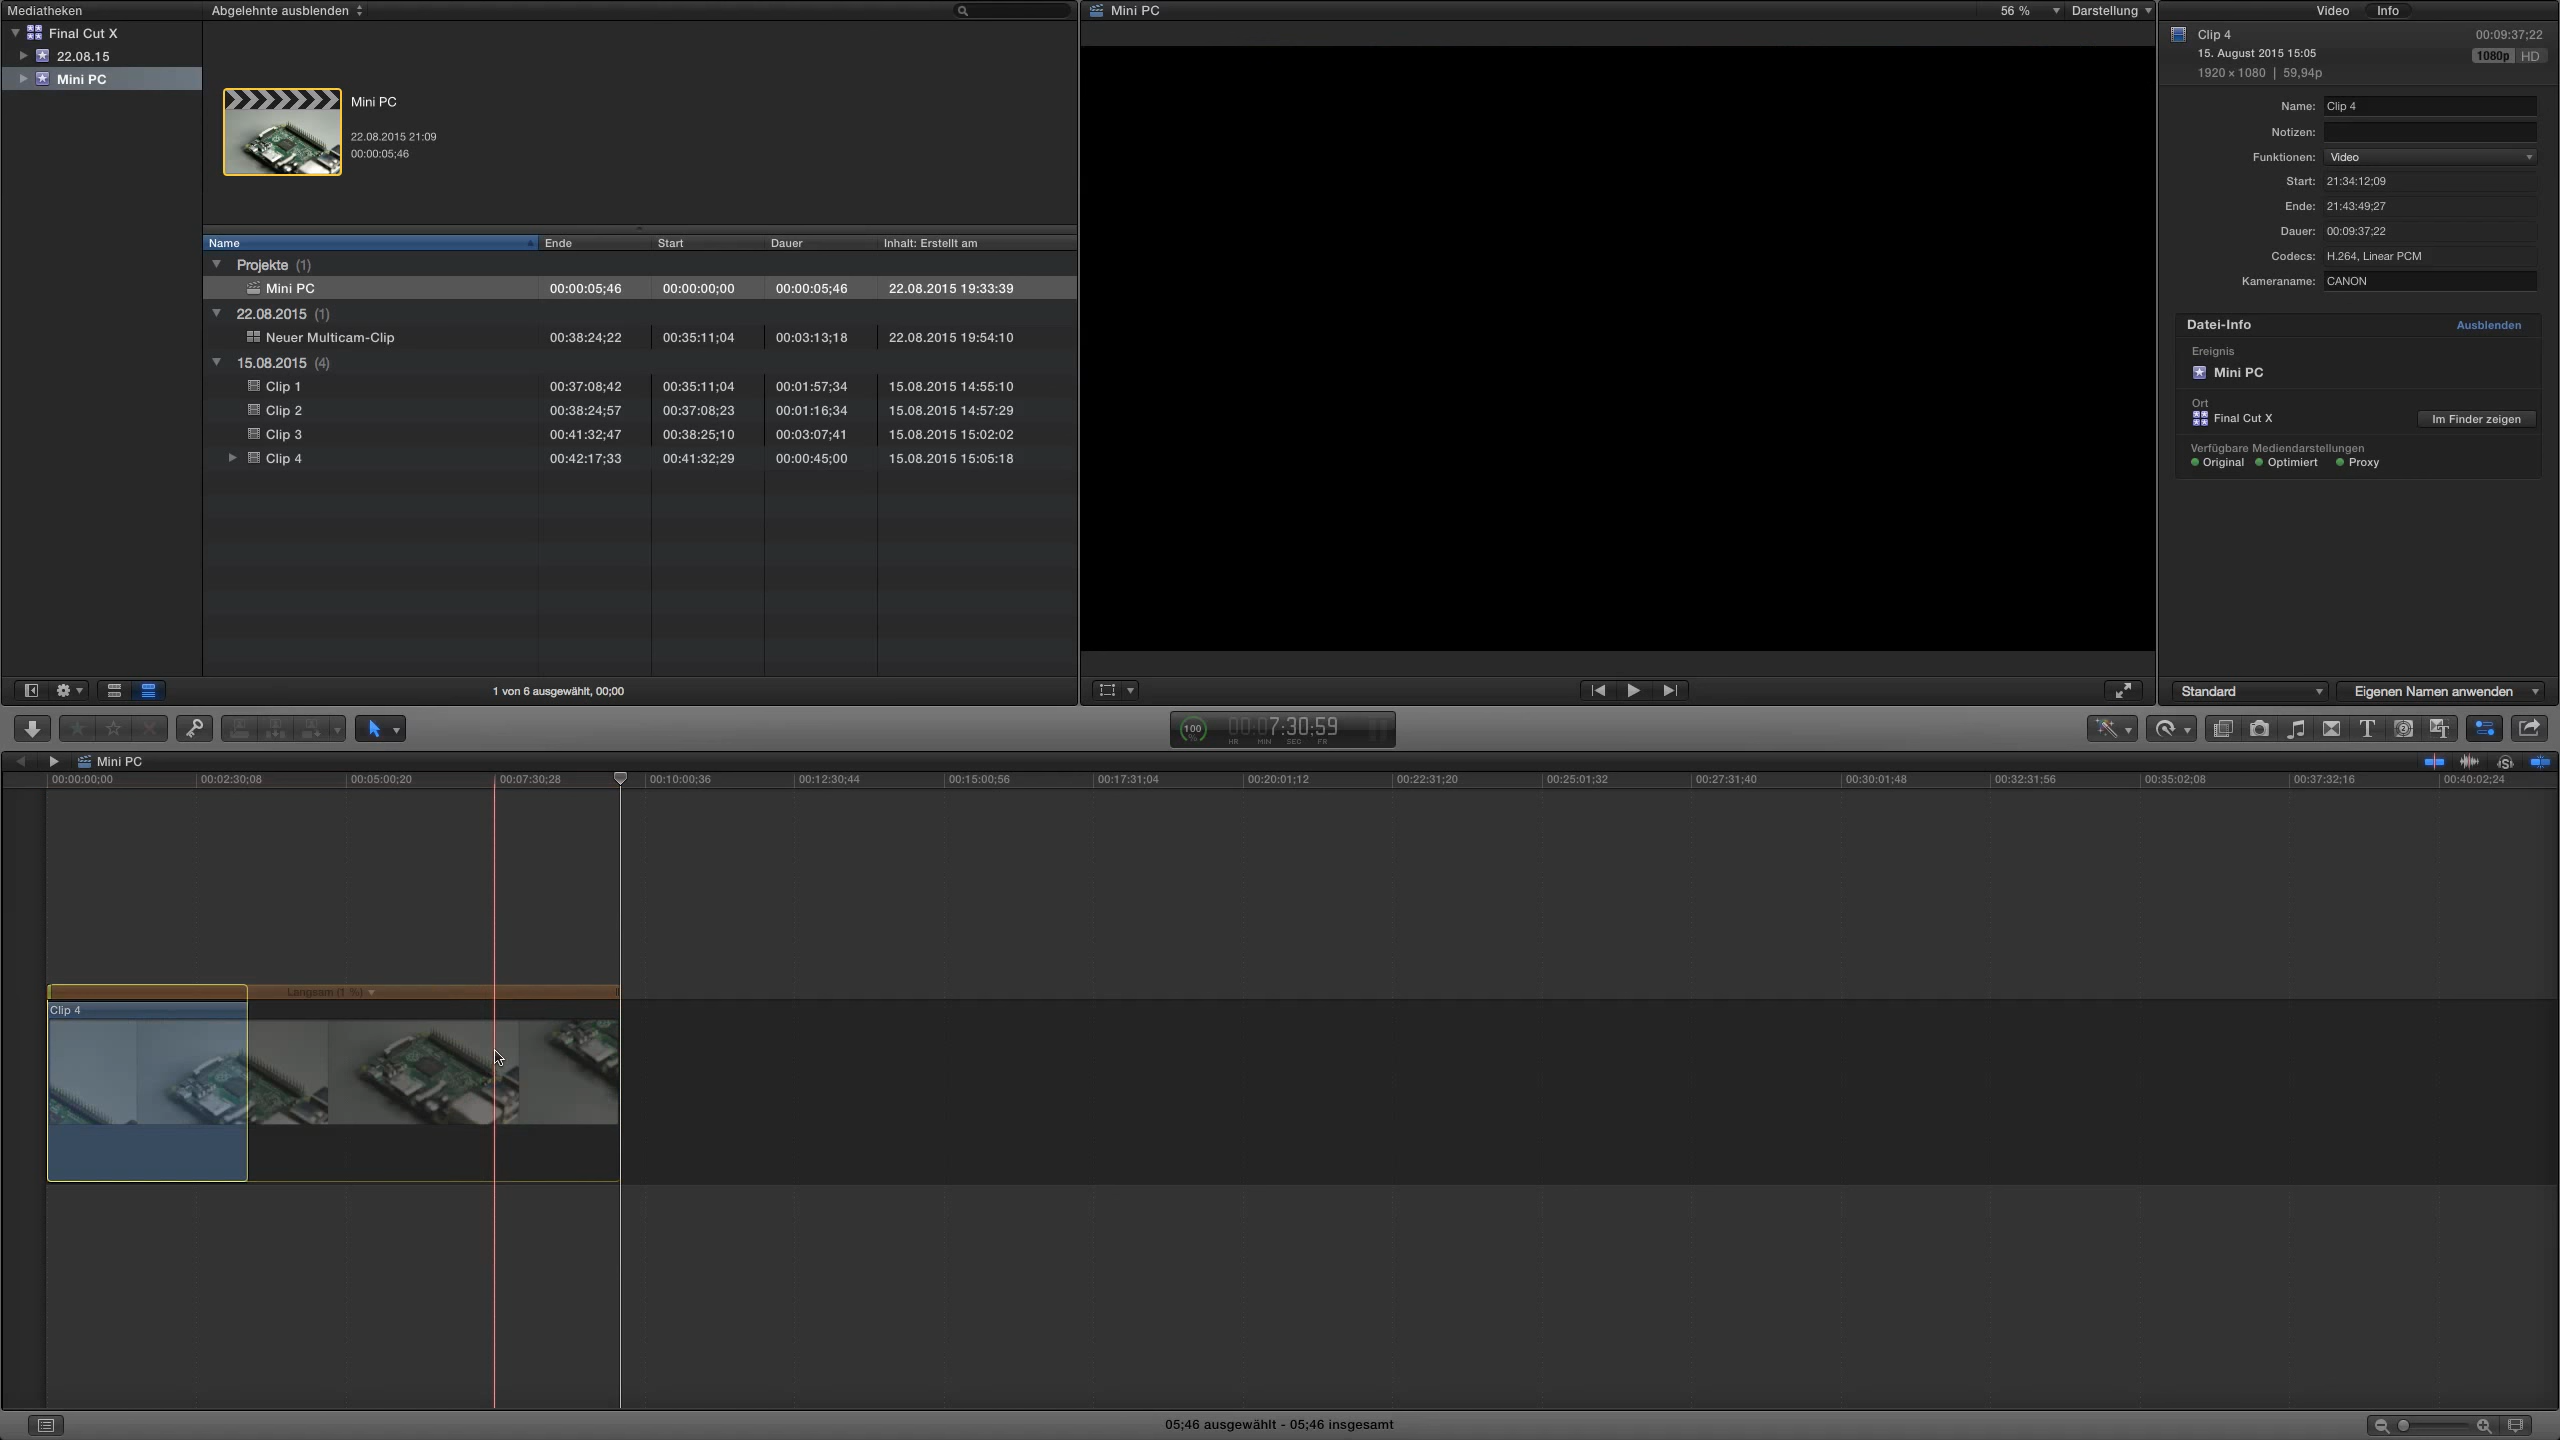 Mediatheken
Final Cut X
22.08.15
Mini PC
Abgelehnte ausblenden
Mini PC
22.08.2015 21:09
00:00:05;46
Name Ende Start Dauer Inhalt: Erstellt am
Projekte (1)
Mini PC 00:00:05;46 00:00:00;00 00:00:05;46 22.08.2015 19:33:39
22.08.2015 (1)
Neuer Multicam-Clip 00:38:24;22 00:35:11;04 00:03:13;18 22.08.2015 19:54:10
15.08.2015 (4)
Clip 1 00:37:08;42 00:35:11;04 00:01:57;34 15.08.2015 14:55:10
Clip 2 00:38:24;57 00:37:08;23 00:01:16;34 15.08.2015 14:57:29
Clip 3 00:41:32;47 00:38:25;10 00:03:07;41 15.08.2015 15:02:02
Clip 4 00:42:17;33 00:41:32;29 00:00:45;00 15.08.2015 15:05:18
1 von 6 ausgewählt, 00;00
Mini PC 56 % Darstellung
Video Info
Clip 4 00:09:37;22
15. August 2015 15:05 1080p HD
1920 × 1080 | 59,94p
Name: Clip 4
Notizen:
Funktionen: Video
Start: 21:34:12;09
Ende: 21:43:49;27
Dauer: 00:09:37;22
Codecs: H.264, Linear PCM
Kameraname: CANON
Datei-Info Ausblenden
Ereignis
Mini PC
Ort
Final Cut X Im Finder zeigen
Verfügbare Mediendarstellungen
Original Optimiert Proxy
Standard Eigenen Namen anwenden
100 % 00:07:30;59
HR MIN SEC FR
Mini PC
00:00:00;00 00:02:30;08 00:05:00;20 00:07:30;28 00:10:00;36 00:12:30;44 00:15:00;56 00:17:31;04 00:20:01;12 00:22:31;20 00:25:01;32 00:27:31;40 00:30:01;48 00:32:31;56 00:35:02;08 00:37:32;16 00:40:02;24
Langsam (1 %)
Clip 4
05;46 ausgewählt - 05;46 insgesamt